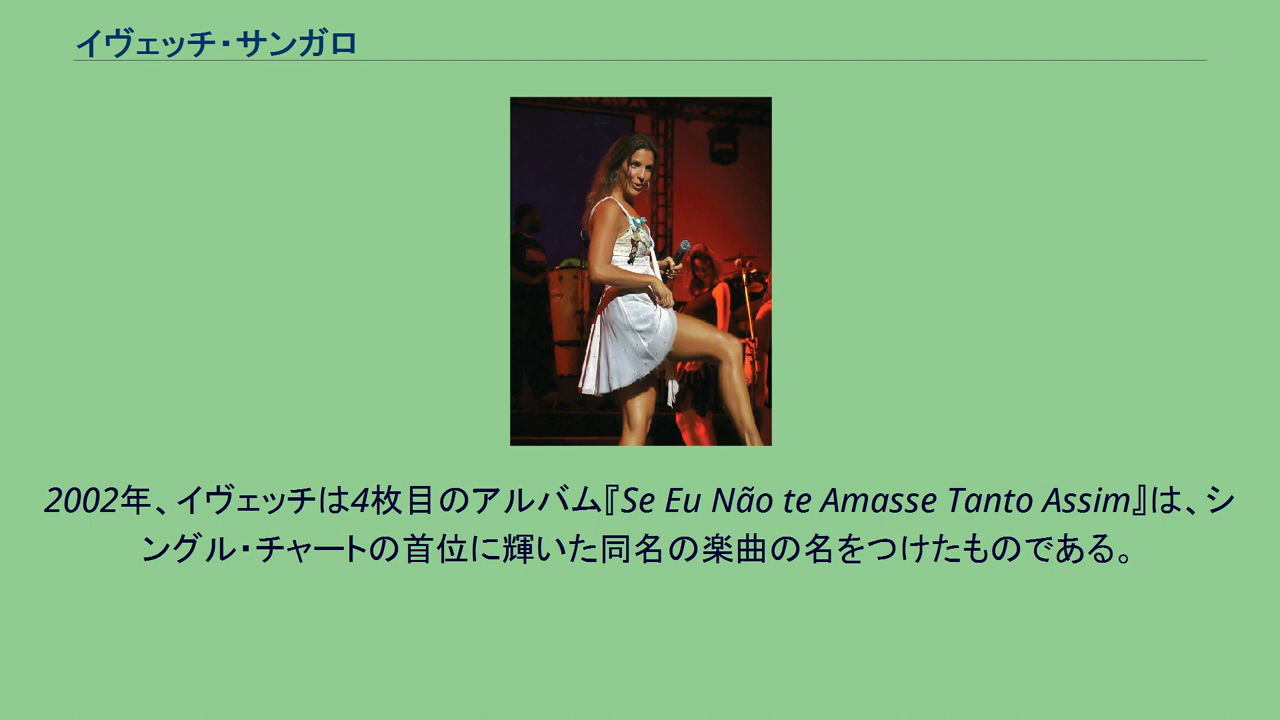 イヴェッチ・サンガロ
2002年、イヴェッチは4枚目のアルバム『Se Eu Não te Amasse Tanto Assim』は、シ
ングル・チャートの首位に輝いた同名の楽曲の名をつけたものである。